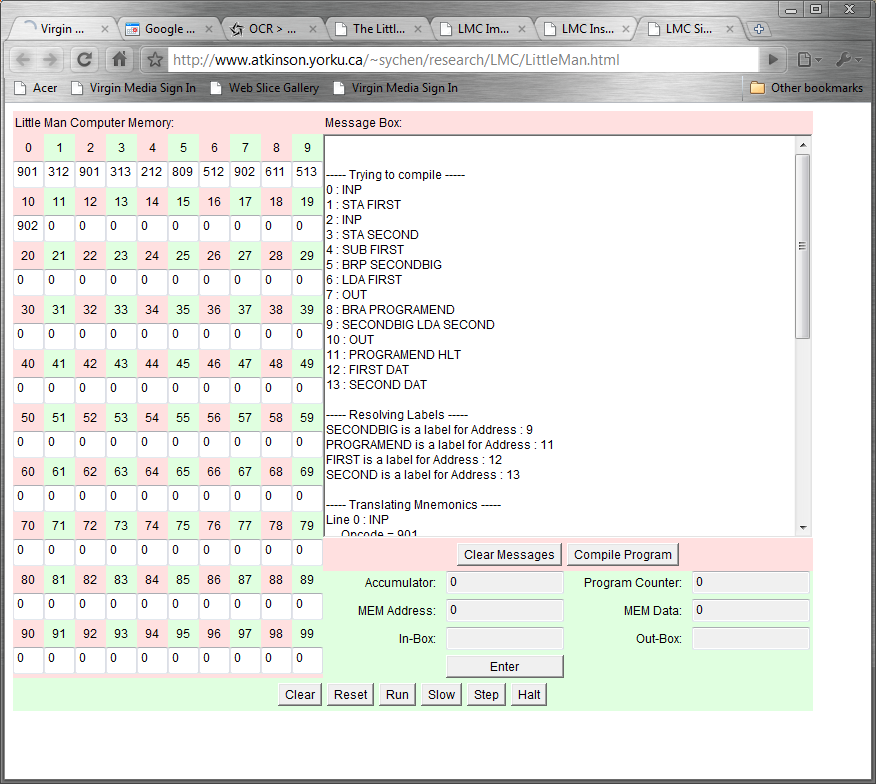 Virgin ...
Google ...
OCR > ...
The Little...
LMC Im...
LMC Ins...
LMC Si...
http://www.atkinson.yorku.ca/~sychen/research/LMC/LittleMan.html
Acer Virgin Media Sign In Web Slice Gallery Virgin Media Sign In Other bookmarks
Little Man Computer Memory:
0 1 2 3 4 5 6 7 8 9
901 312 901 313 212 809 512 902 611 513
10 11 12 13 14 15 16 17 18 19
902 0 0 0 0 0 0 0 0 0
20 21 22 23 24 25 26 27 28 29
0 0 0 0 0 0 0 0 0 0
30 31 32 33 34 35 36 37 38 39
0 0 0 0 0 0 0 0 0 0
40 41 42 43 44 45 46 47 48 49
0 0 0 0 0 0 0 0 0 0
50 51 52 53 54 55 56 57 58 59
0 0 0 0 0 0 0 0 0 0
60 61 62 63 64 65 66 67 68 69
0 0 0 0 0 0 0 0 0 0
70 71 72 73 74 75 76 77 78 79
0 0 0 0 0 0 0 0 0 0
80 81 82 83 84 85 86 87 88 89
0 0 0 0 0 0 0 0 0 0
90 91 92 93 94 95 96 97 98 99
0 0 0 0 0 0 0 0 0 0
Message Box:
----- Trying to compile -----
0 : INP
1 : STA FIRST
2 : INP
3 : STA SECOND
4 : SUB FIRST
5 : BRP SECONDBIG
6 : LDA FIRST
7 : OUT
8 : BRA PROGRAMEND
9 : SECONDBIG LDA SECOND
10 : OUT
11 : PROGRAMEND HLT
12 : FIRST DAT
13 : SECOND DAT
----- Resolving Labels -----
SECONDBIG is a label for Address : 9
PROGRAMEND is a label for Address : 11
FIRST is a label for Address : 12
SECOND is a label for Address : 13
----- Translating Mnemonics -----
Line 0 : INP
Opcode = 901
Clear Messages Compile Program
Accumulator: 0 Program Counter: 0
MEM Address: 0 MEM Data: 0
In-Box: Out-Box:
Enter
Clear Reset Run Slow Step Halt